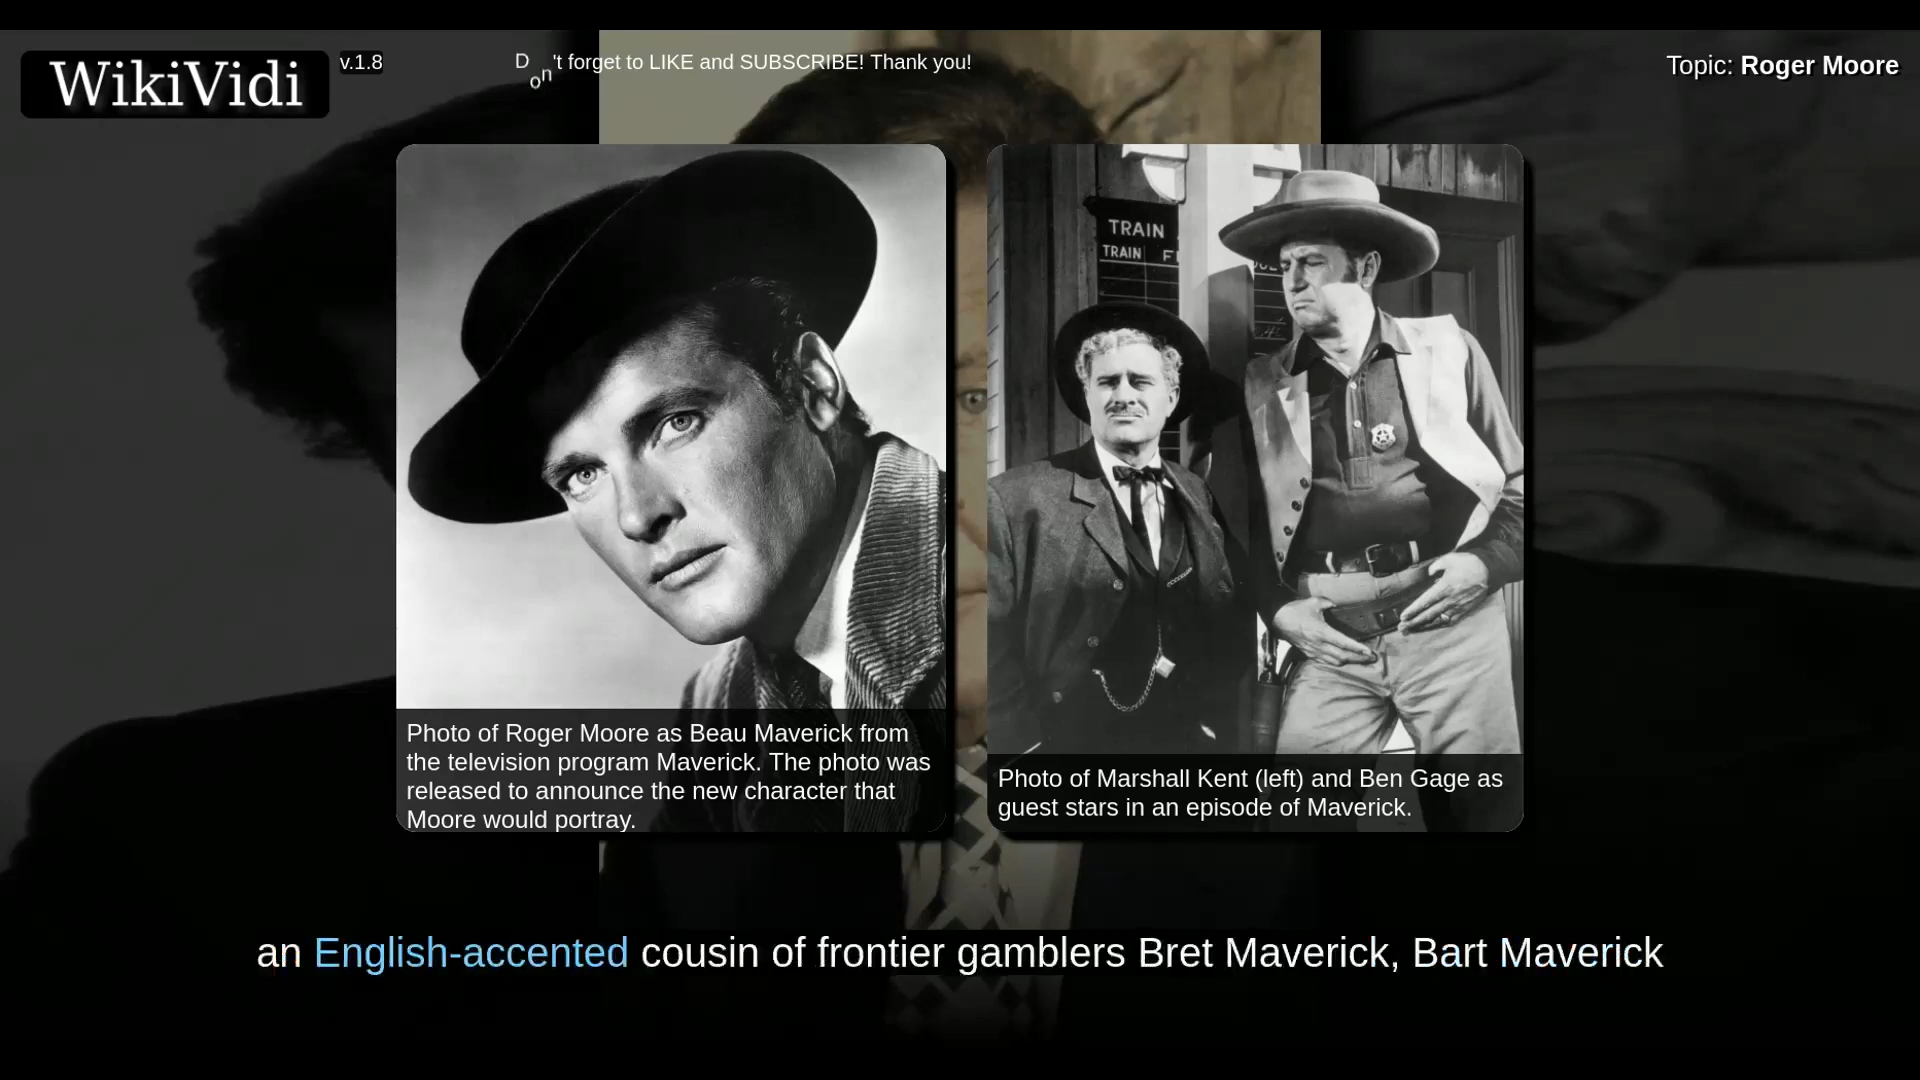 WikiVidi
v.1.8
Don't forget to LIKE and SUBSCRIBE! Thank you!
Topic: Roger Moore
TRAIN
TRAIN
Photo of Roger Moore as Beau Maverick from
the television program Maverick. The photo was
released to announce the new character that
Moore would portray.
Photo of Marshall Kent (left) and Ben Gage as
guest stars in an episode of Maverick.
an English-accented cousin of frontier gamblers Bret Maverick, Bart Maverick